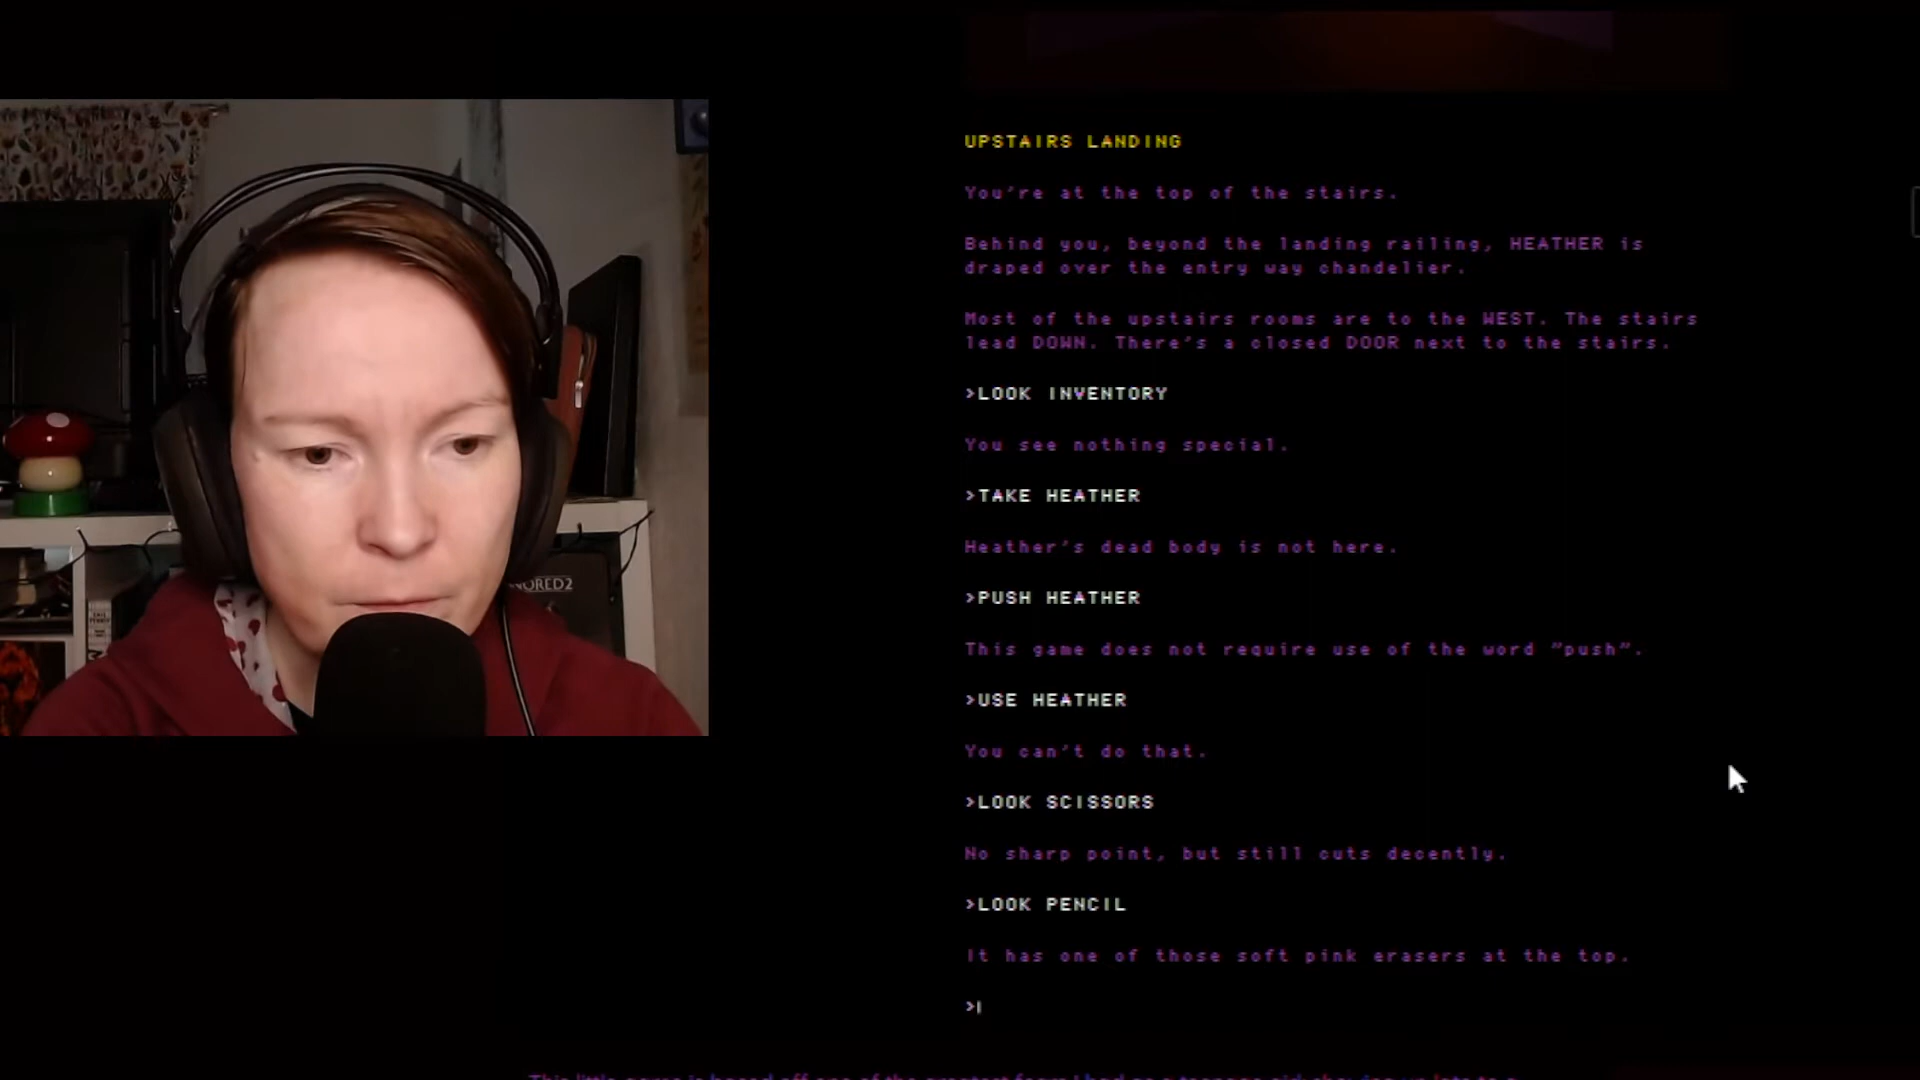 UPSTAIRS LANDING
You're at the top of the stairs.
Behind you, beyond the landing railing, HEATHER is
draped over the entry way chandelier.
Most of the upstairs rooms are to the WEST. The stairs
lead DOWN. There's a closed DOOR next to the stairs.
>LOOK INVENTORY
You see nothing special.
>TAKE HEATHER
Heather's dead body is not here.
>PUSH HEATHER
This game does not require use of the word "push".
>USE HEATHER
You can't do that.
>LOOK SCISSORS
No sharp point, but still cuts decently.
>LOOK PENCIL
It has one of those soft pink erasers at the top.
>